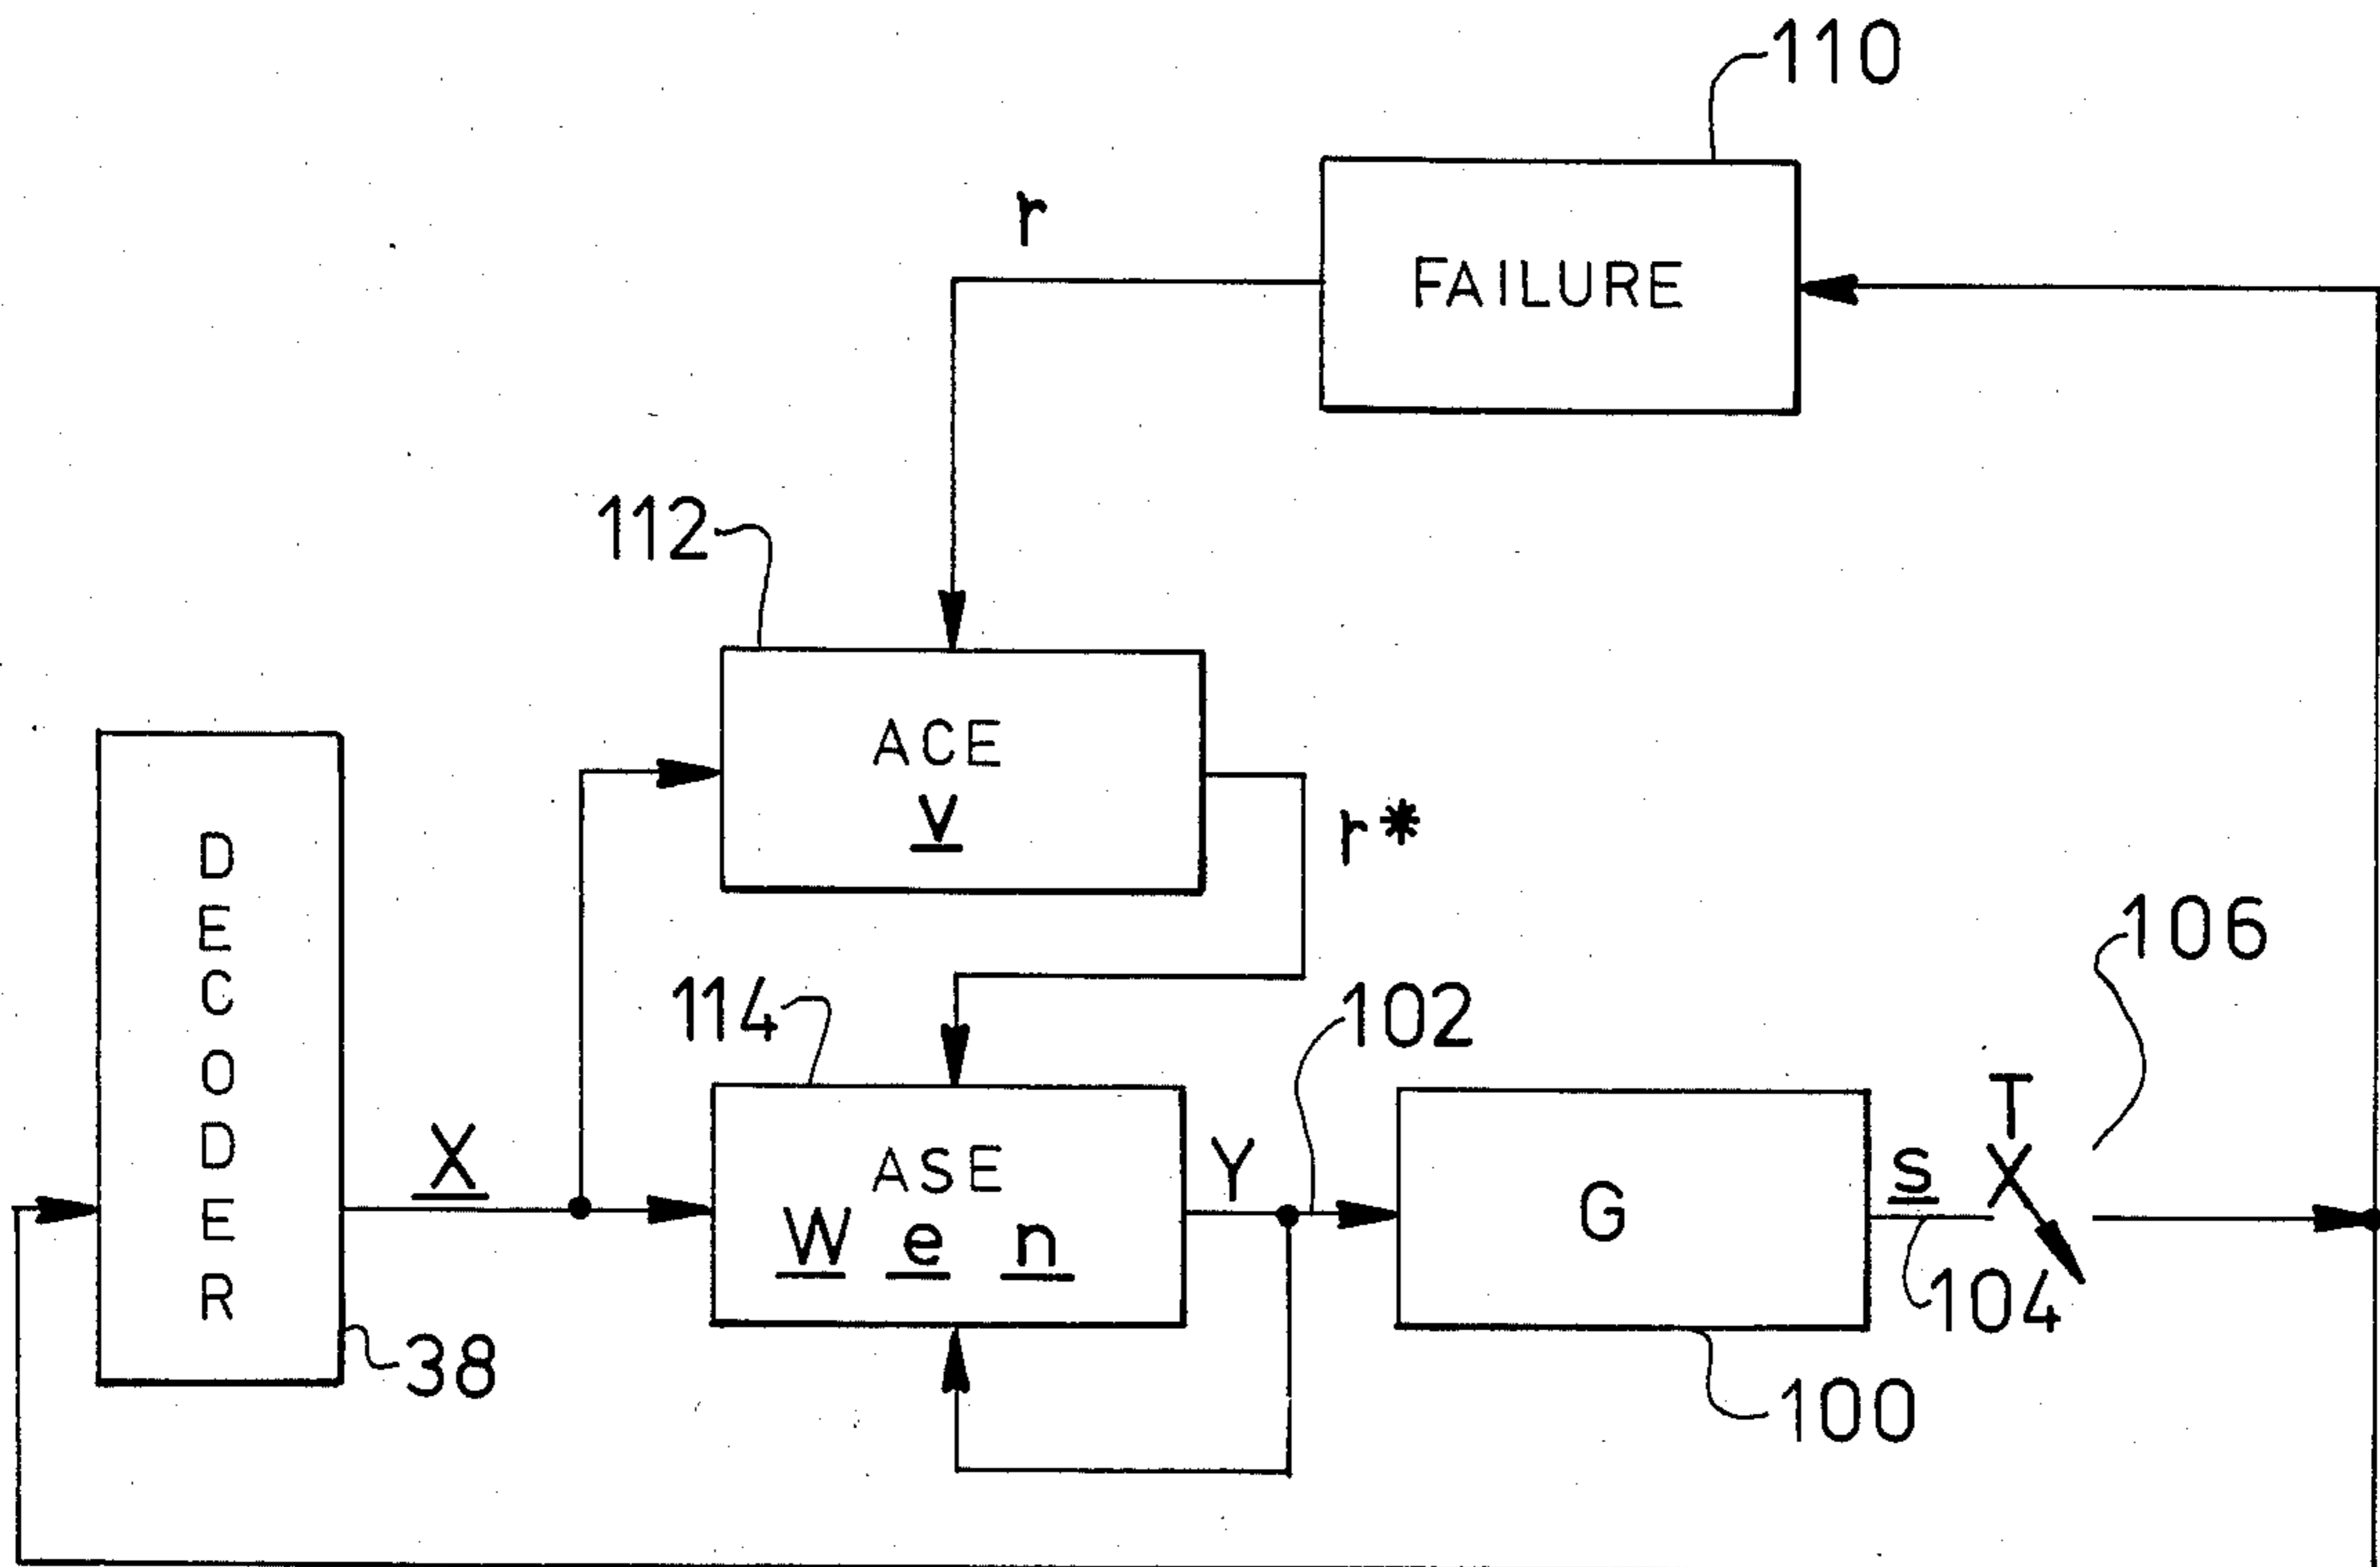 110
r
FAILURE
112
ACE
v
r*
DECODER
38
X
114
ASE
W e n
Y
102
G
100
s
104
T
X
106